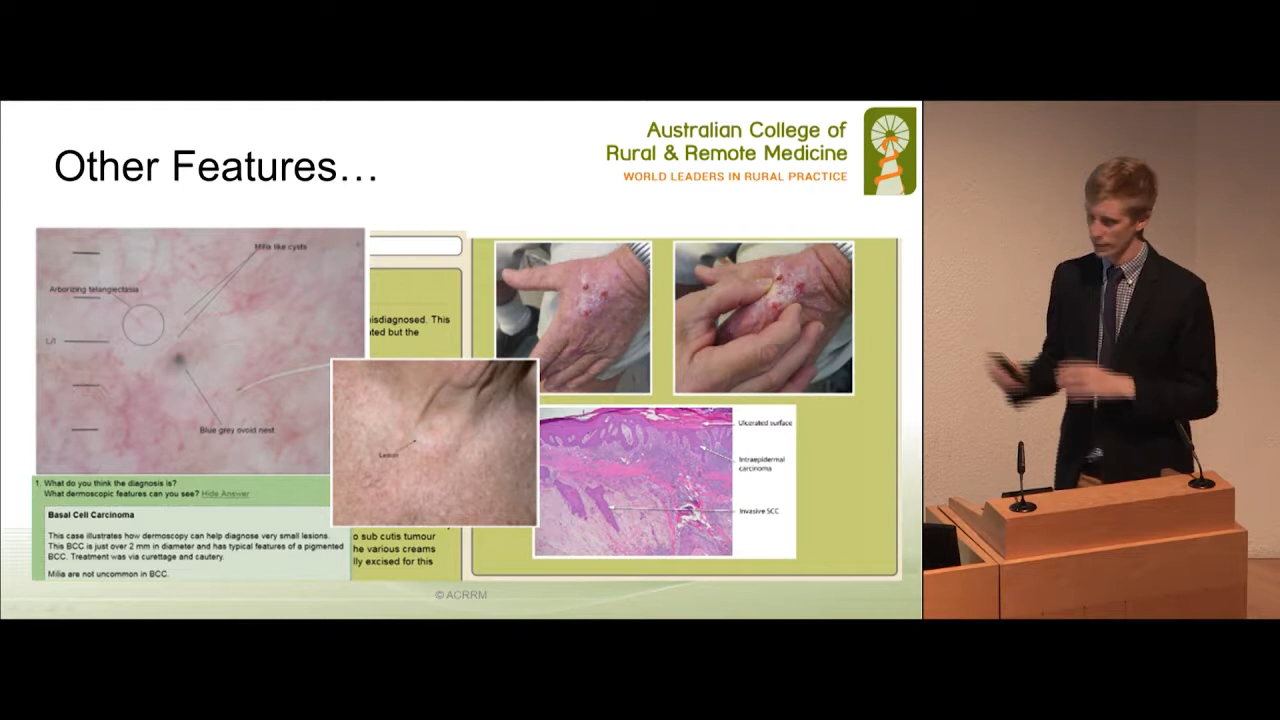 Other Features…
Australian College of
Rural & Remote Medicine
WORLD LEADERS IN RURAL PRACTICE
Milia like cysts
Arborizing telangiectasia
Blue grey ovoid nest
1. What do you think the diagnosis is?
What dermoscopic features can you see? Hide Answer
Basal Cell Carcinoma
This case illustrates how dermoscopy can help diagnose very small lesions.
This BCC is just over 2 mm in diameter and has typical features of a pigmented
BCC. Treatment was via curettage and cautery.
Milia are not uncommon in BCC.
isdiagnosed. This
ted but the
Lesion
o sub cutis tumour
he various creams
lly excised for this
Ulcerated surface
Intraepidermal
carcinoma
Invasive SCC
© ACRRM